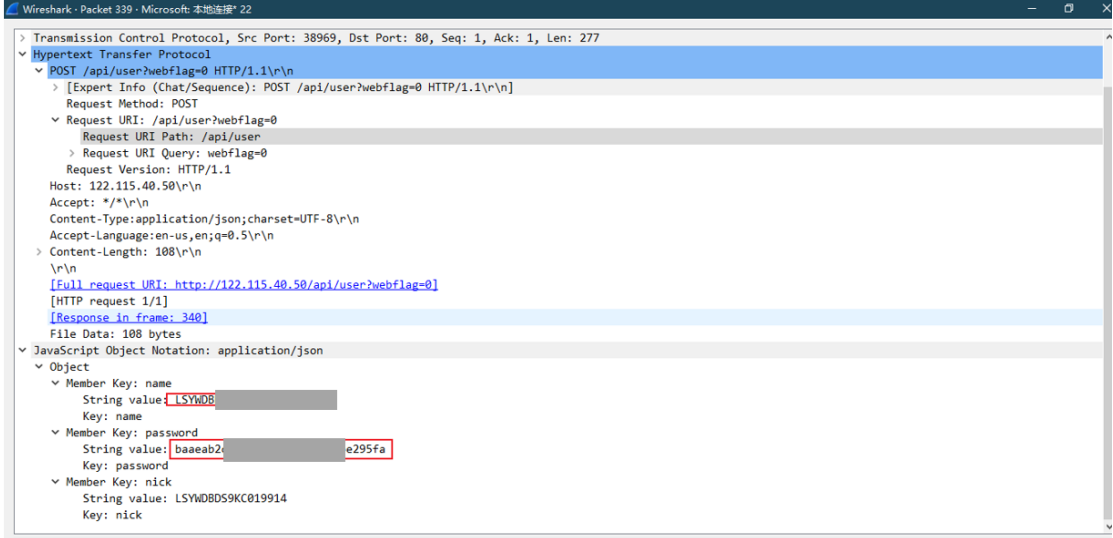 Wireshark · Packet 339 · Microsoft: 本地连接* 22
Transmission Control Protocol, Src Port: 38969, Dst Port: 80, Seq: 1, Ack: 1, Len: 277
Hypertext Transfer Protocol
POST /api/user?webflag=0 HTTP/1.1\r\n
[Expert Info (Chat/Sequence): POST /api/user?webflag=0 HTTP/1.1\r\n]
Request Method: POST
Request URI: /api/user?webflag=0
Request URI Path: /api/user
Request URI Query: webflag=0
Request Version: HTTP/1.1
Host: 122.115.40.50\r\n
Accept: */*\r\n
Content-Type:application/json;charset=UTF-8\r\n
Accept-Language:en-us,en;q=0.5\r\n
Content-Length: 108\r\n
\r\n
[Full request URI: http://122.115.40.50/api/user?webflag=0]
[HTTP request 1/1]
[Response in frame: 340]
File Data: 108 bytes
JavaScript Object Notation: application/json
Object
Member Key: name
String value: LSYWDB
Key: name
Member Key: password
String value: baaeab2 e295fa
Key: password
Member Key: nick
String value: LSYWDBDS9KC019914
Key: nick